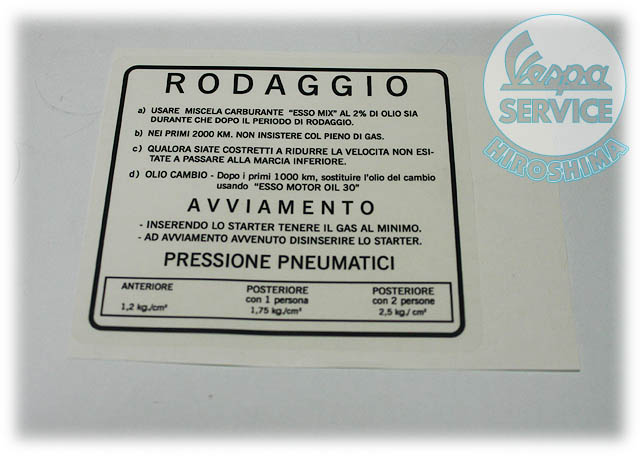 RODAGGIO
a) USARE MISCELA CARBURANTE "ESSO MIX" AL 2% DI OLIO SIA
DURANTE CHE DOPO IL PERIODO DI RODAGGIO.
b) NEI PRIMI 2000 KM. NON INSISTERE COL PIENO DI GAS.
c) QUALORA SIATE COSTRETTI A RIDURRE LA VELOCITA NON ESI-
TATE A PASSARE ALLA MARCIA INFERIORE.
d) OLIO CAMBIO - Dopo i primi 1000 km, sostituire l'olio del cambio
usando "ESSO MOTOR OIL 30"
AVVIAMENTO
- INSERENDO LO STARTER TENERE IL GAS AL MINIMO.
- AD AVVIAMENTO AVVENUTO DISINSERIRE LO STARTER.
PRESSIONE PNEUMATICI
ANTERIORE
1,2 kg./cm²
POSTERIORE
con 1 persona
1,75 kg./cm²
POSTERIORE
con 2 persone
2,5 kg./ cm²
Vespa
SERVICE
HIROSHIMA